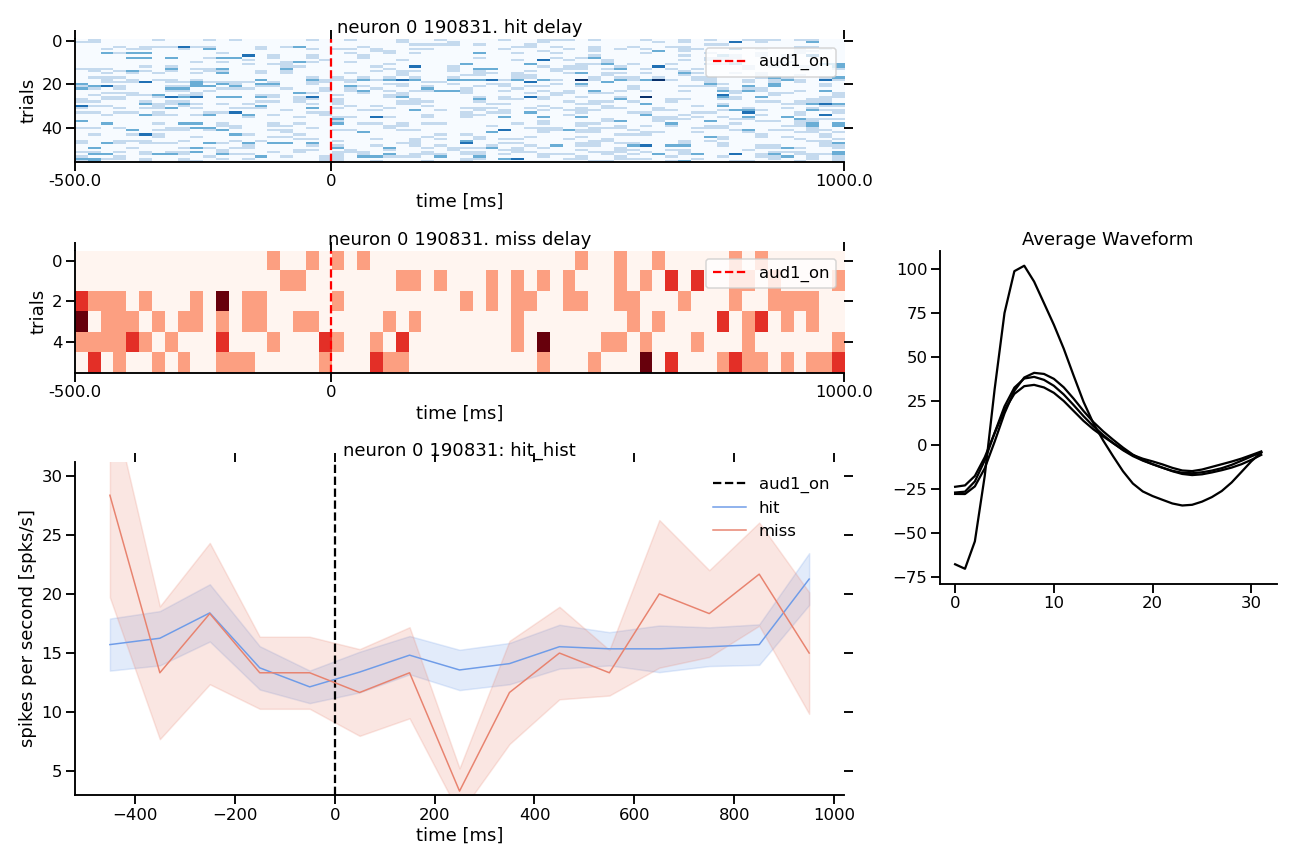 neuron 0 190831. hit delay
0
20
40
trials
aud1_on
-500.0
0
1000.0
time [ms]
neuron 0 190831. miss delay
0
2
4
trials
aud1_on
-500.0
0
1000.0
time [ms]
Average Waveform
100
75
50
25
0
−25
−50
−75
0
10
20
30
neuron 0 190831: hit_hist
30
25
20
15
10
5
spikes per second [spks/s]
aud1_on
hit
miss
−400
−200
0
200
400
600
800
1000
time [ms]